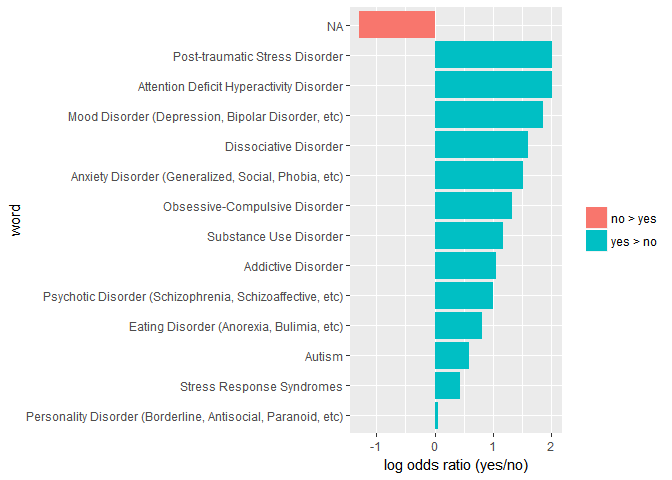 NA
Post-traumatic Stress Disorder
Attention Deficit Hyperactivity Disorder
Mood Disorder (Depression, Bipolar Disorder, etc)
Dissociative Disorder
Anxiety Disorder (Generalized, Social, Phobia, etc)
Obsessive-Compulsive Disorder
Substance Use Disorder
Addictive Disorder
Psychotic Disorder (Schizophrenia, Schizoaffective, etc)
Eating Disorder (Anorexia, Bulimia, etc)
Autism
Stress Response Syndromes
Personality Disorder (Borderline, Antisocial, Paranoid, etc)
word
-1 0 1 2
log odds ratio (yes/no)
no > yes
yes > no